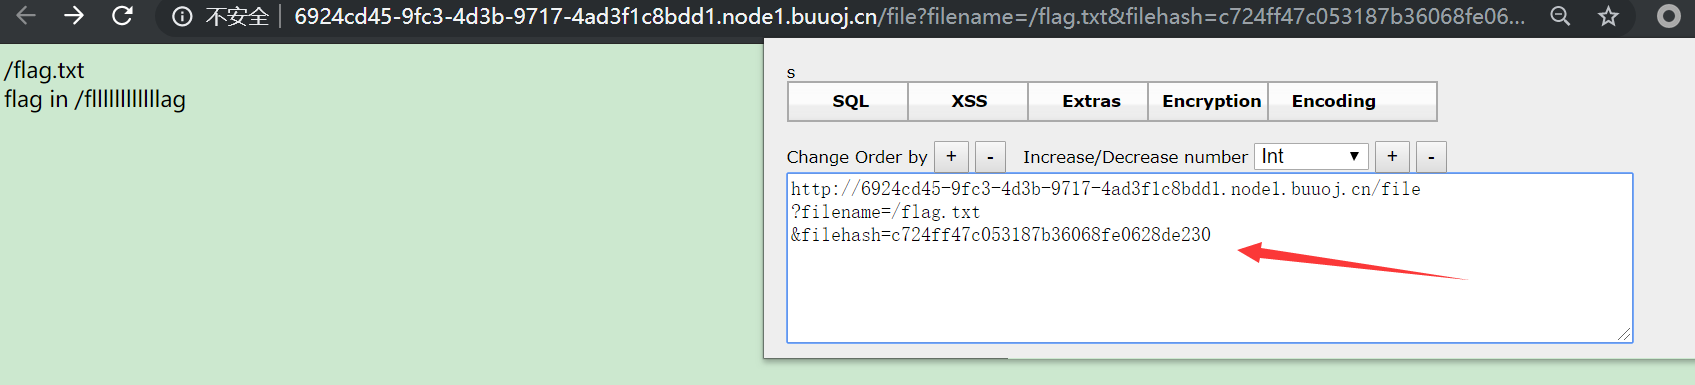 不安全 6924cd45-9fc3-4d3b-9717-4ad3f1c8bdd1.node1.buuoj.cn/file?filename=/flag.txt&filehash=c724ff47c053187b36068fe06...
/flag.txt
flag in /fllllllllllllag
s
SQL XSS Extras Encryption Encoding
Change Order by + - Increase/Decrease number Int + -
http://6924cd45-9fc3-4d3b-9717-4ad3f1c8bdd1.node1.buuoj.cn/file
?filename=/flag.txt
&filehash=c724ff47c053187b36068fe0628de230